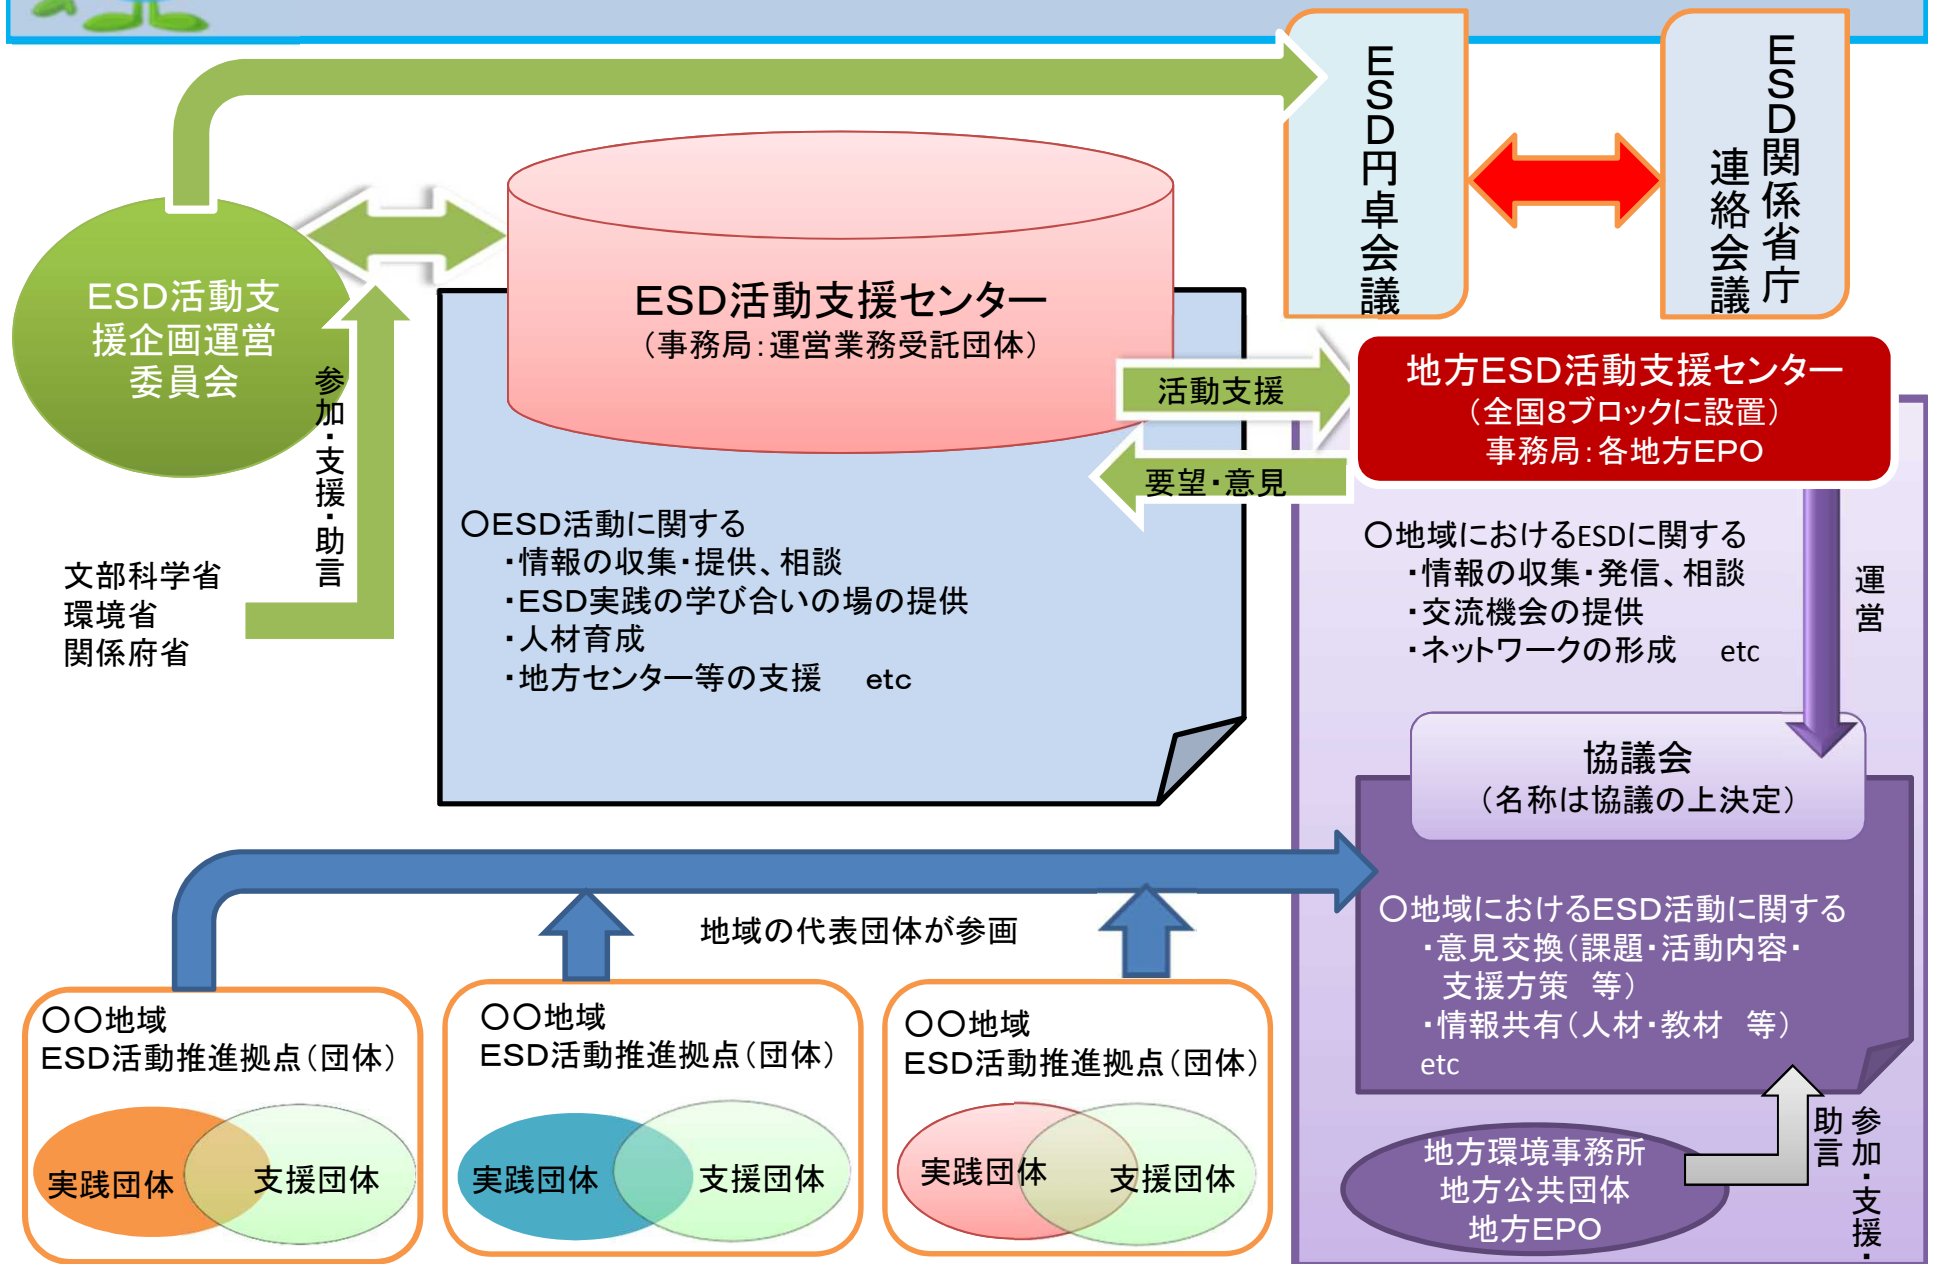 ESD円卓会議
ESD関係省庁
連絡会議
ESD活動支
援企画運営
委員会
ESD活動支援センター
（事務局：運営業務受託団体）
参加・支援・助言
文部科学省
環境省
関係府省
活動支援
要望・意見
地方ESD活動支援センター
（全国８ブロックに設置）
事務局：各地方EPO
〇ESD活動に関する
・情報の収集・提供、相談
・ESD実践の学び合いの場の提供
・人材育成
・地方センター等の支援　etc
〇地域におけるESDに関する
・情報の収集・発信、相談
・交流機会の提供
・ネットワークの形成　etc
運営
協議会
（名称は協議の上決定）
〇地域におけるESD活動に関する
・意見交換（課題・活動内容・
支援方策　等）
・情報共有（人材・教材　等）
etc
地域の代表団体が参画
〇〇地域
ESD活動推進拠点（団体）
実践団体
支援団体
〇〇地域
ESD活動推進拠点（団体）
実践団体
支援団体
〇〇地域
ESD活動推進拠点（団体）
実践団体
支援団体
地方環境事務所
地方公共団体
地方EPO
参加・支援・
助言